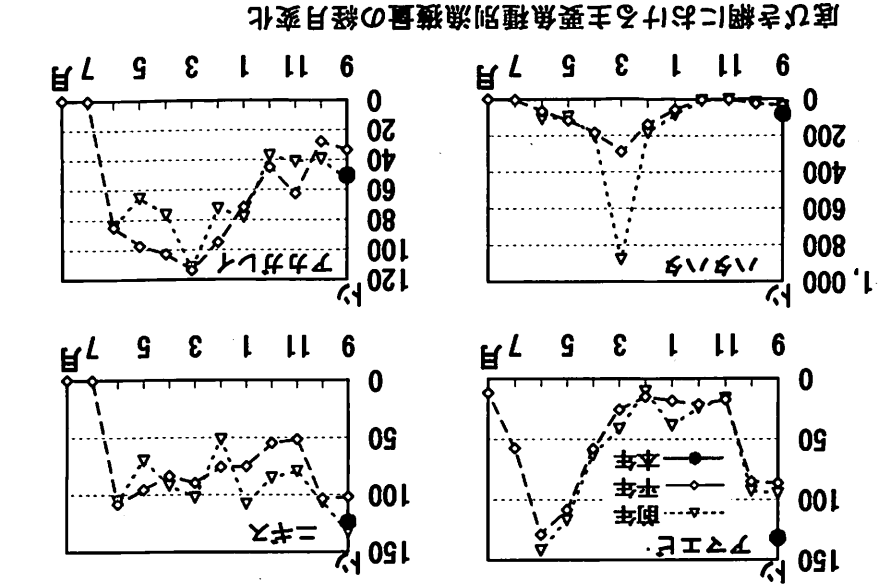 トン
150
アマエビ
前年
100
平年
本年
50
0
9 11 1 3 5 7 月
トン
150
ニギス
100
50
0
9 11 1 3 5 7 月
トン
1,000
ハタハタ
800
600
400
200
0
9 11 1 3 5 7 月
トン
120
アカガレイ
100
80
60
40
20
0
9 11 1 3 5 7 月
底びき網における主要魚種別漁獲量の経月変化